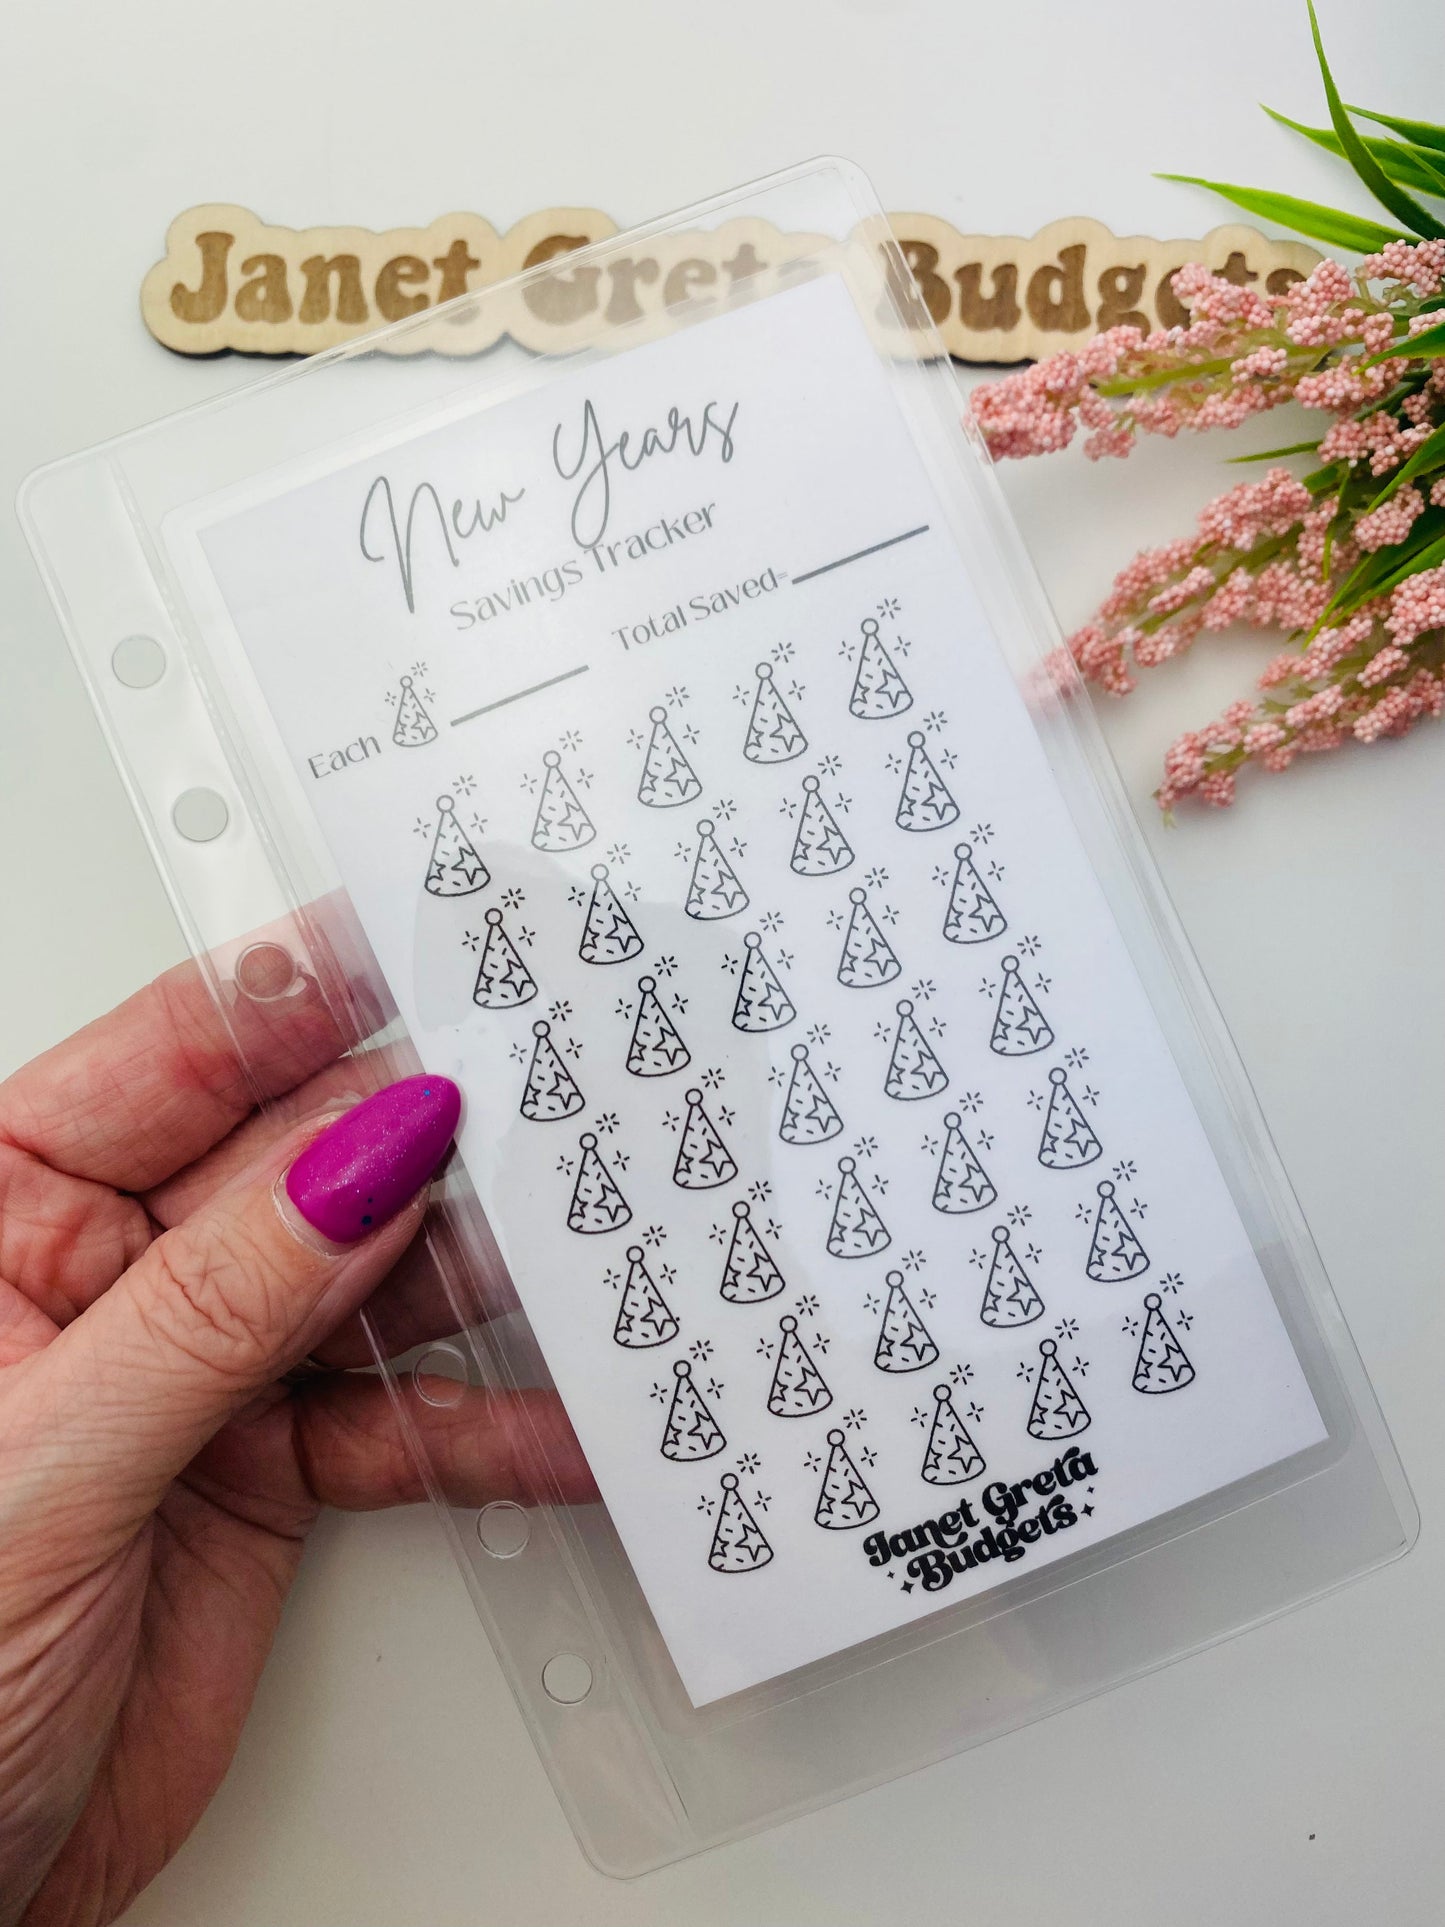 Janet Greta Budgets
New Years
Savings Tracker
Each
Total Saved=
Janet Greta
Budgets